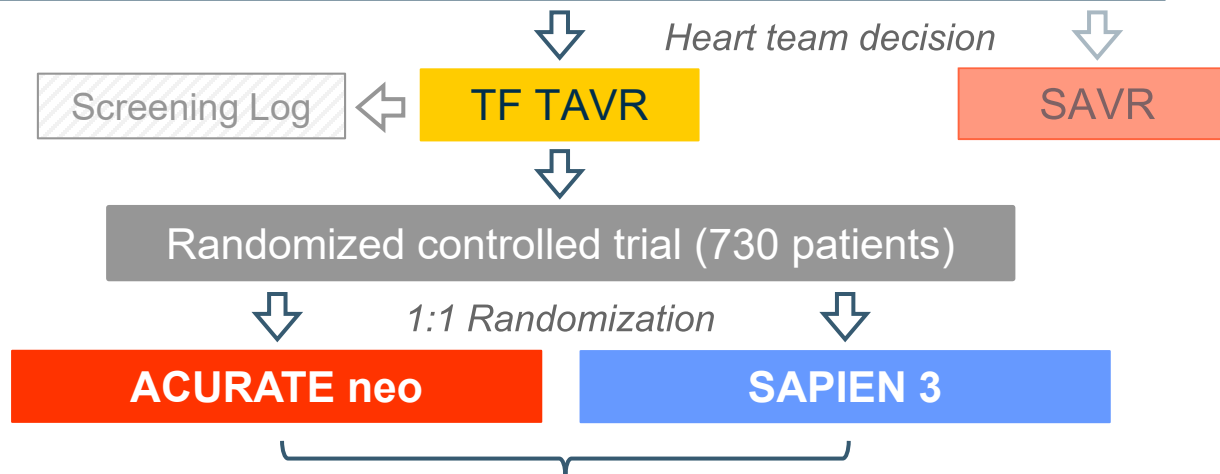 Heart team decision
Screening Log
TF TAVR
SAVR
Randomized controlled trial (730 patients)
1:1 Randomization
ACURATE neo
SAPIEN 3